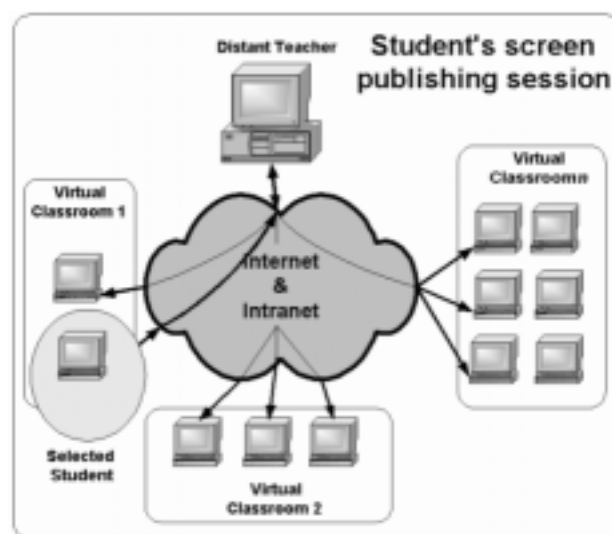 Distant Teacher
Student's screen
publishing session
Virtual
Classroom 1
Virtual
Classroomn
Internet
&
Intranet
Selected
Student
Virtual
Classroom 2